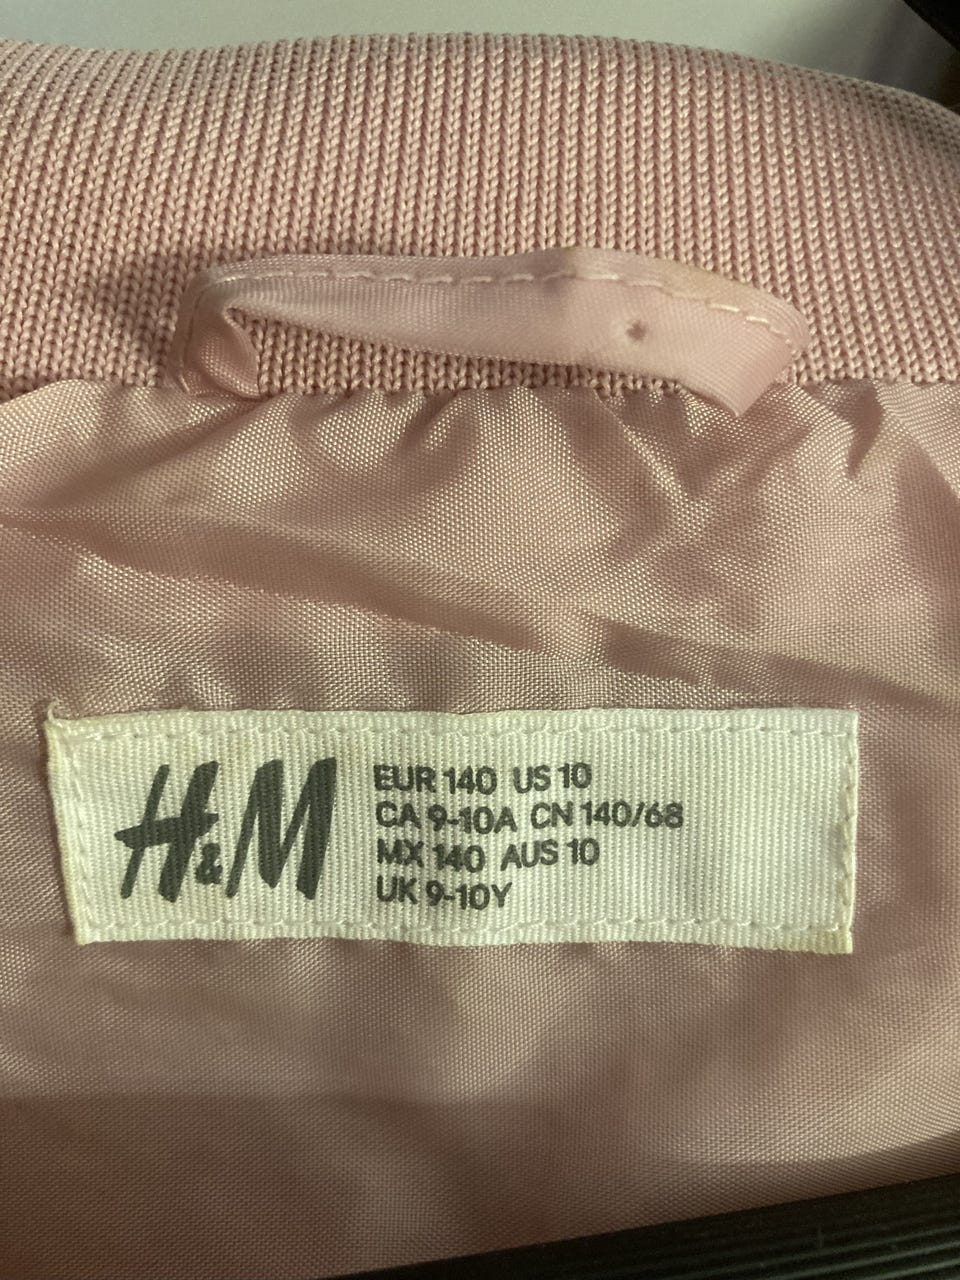 H&M
EUR 140 US 10
CA 9-10A CN 140/68
MX 140 AUS 10
UK 9-10Y